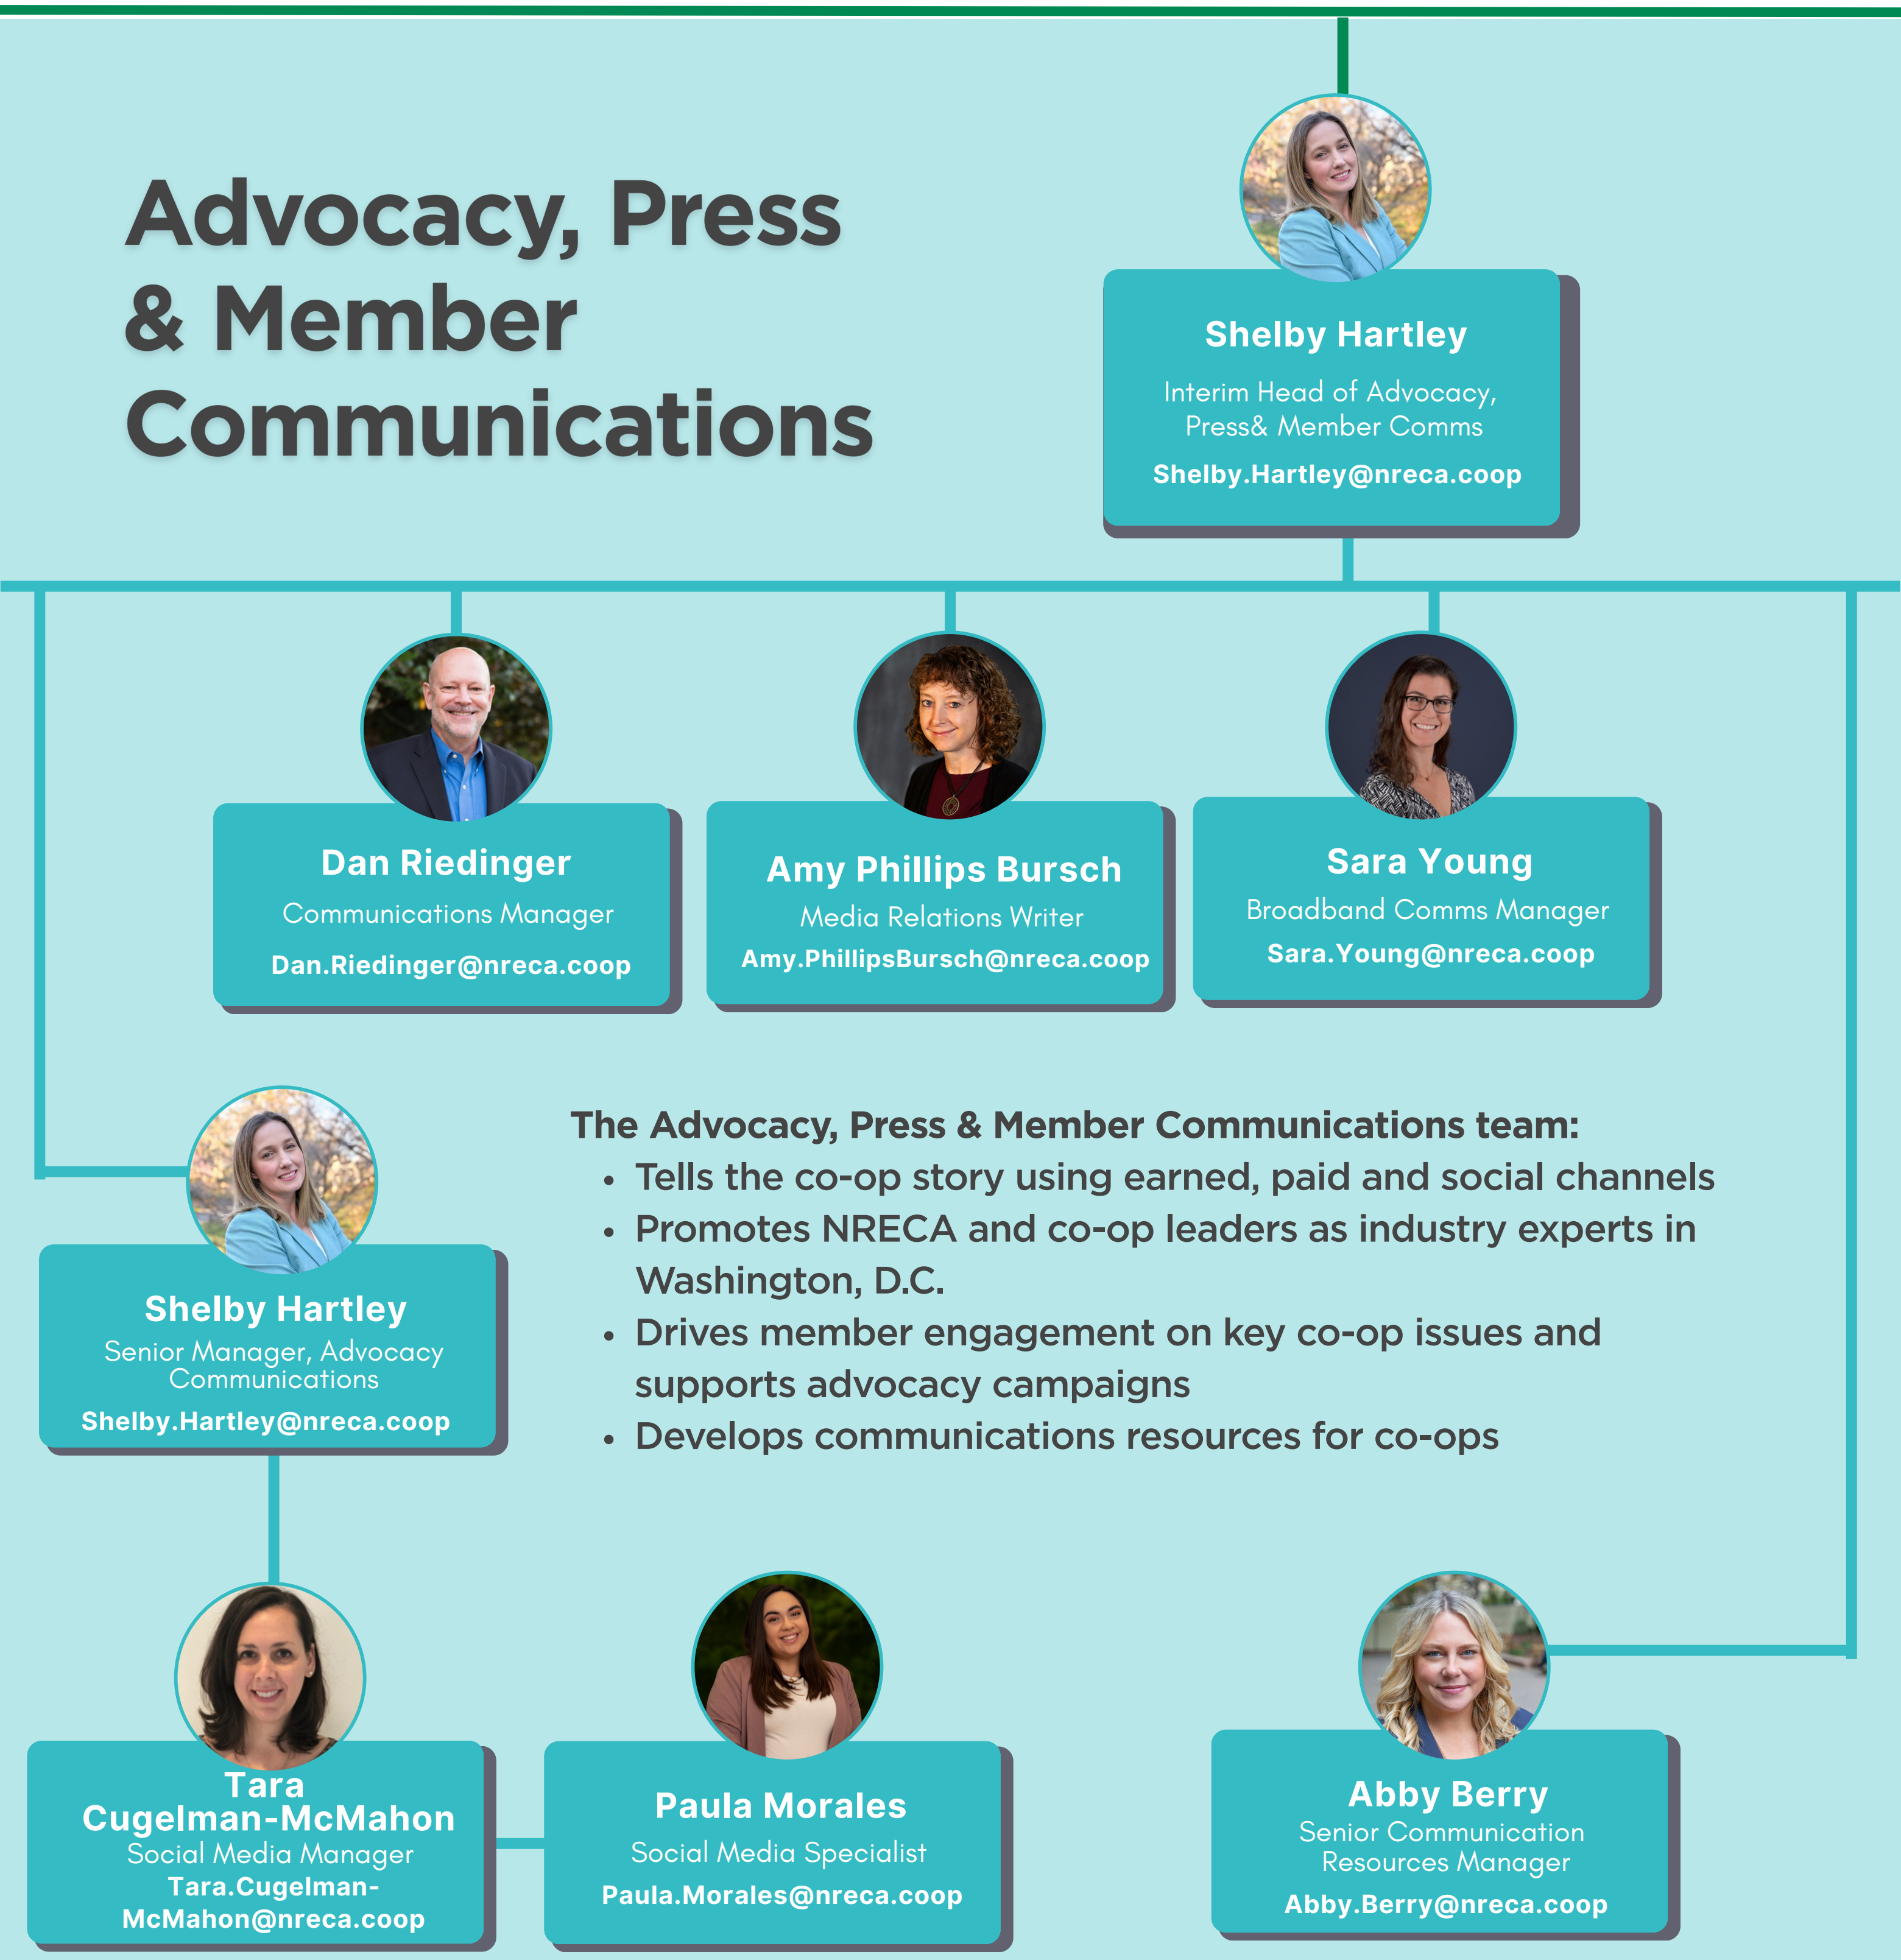 Advocacy, Press
& Member
Communications
Shelby Hartley
Interim Head of Advocacy,
Press& Member Comms
Shelby.Hartley@nreca.coop
Dan Riedinger
Communications Manager
Dan.Riedinger@nreca.coop
Amy Phillips Bursch
Media Relations Writer
Amy.PhillipsBursch@nreca.coop
Sara Young
Broadband Comms Manager
Sara.Young@nreca.coop
Shelby Hartley
Senior Manager, Advocacy
Communications
Shelby.Hartley@nreca.coop
The Advocacy, Press & Member Communications team:
• Tells the co-op story using earned, paid and social channels
• Promotes NRECA and co-op leaders as industry experts in
Washington, D.C.
• Drives member engagement on key co-op issues and
supports advocacy campaigns
• Develops communications resources for co-ops
Tara
Cugelman-McMahon
Social Media Manager
Tara.Cugelman-
McMahon@nreca.coop
Paula Morales
Social Media Specialist
Paula.Morales@nreca.coop
Abby Berry
Senior Communication
Resources Manager
Abby.Berry@nreca.coop